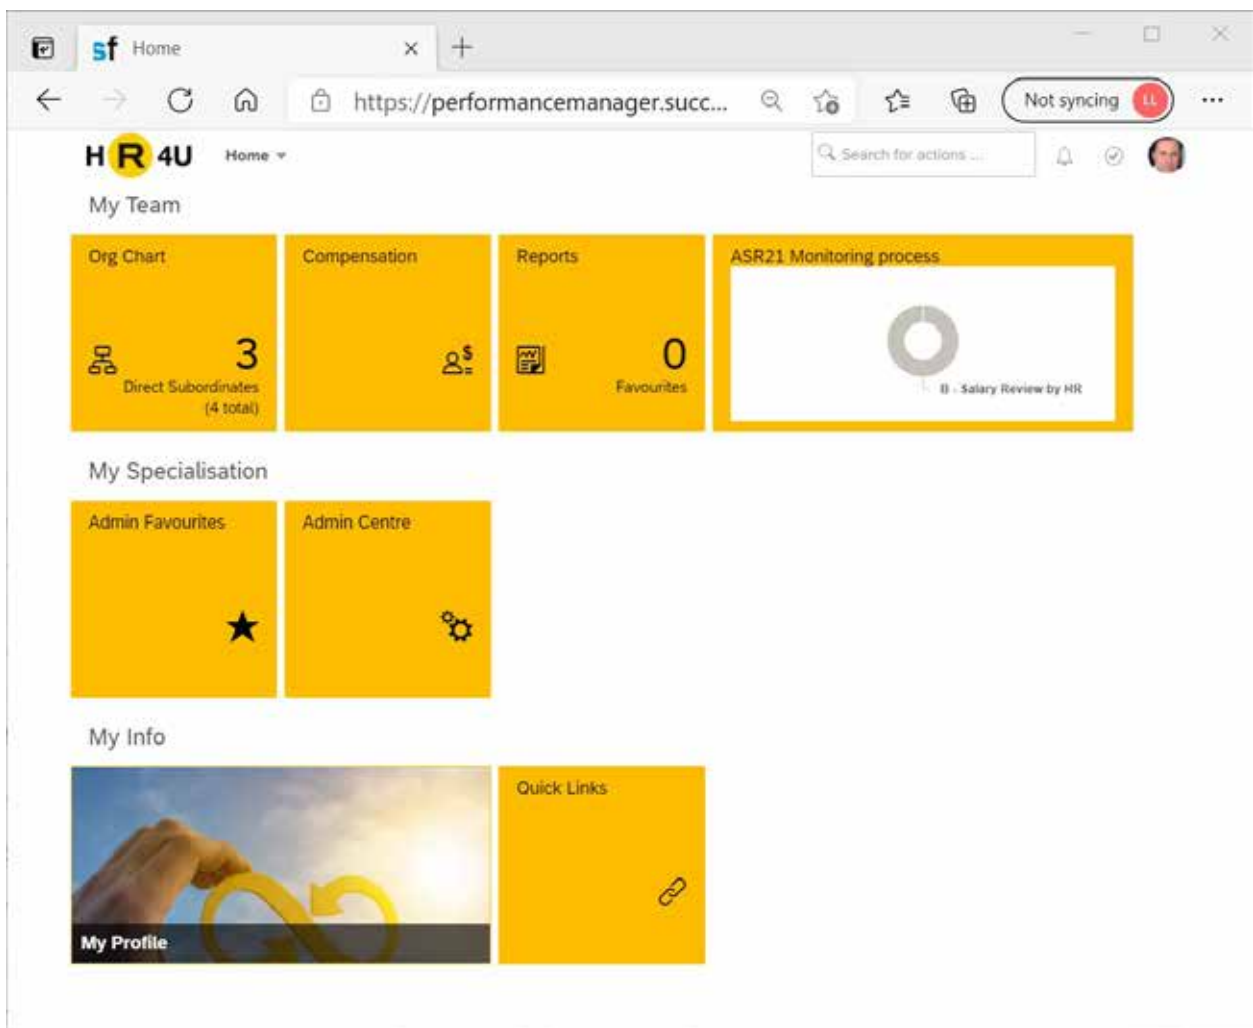 sf Home
https://performancemanager.succ...
Not syncing LL
HR4U Home
Search for actions ...
My Team
Org Chart
Compensation
Reports
ASR21 Monitoring process
3
Direct Subordinates
(4 total)
$
0
Favourites
B - Salary Review by HR
My Specialisation
Admin Favourites
Admin Centre
My Info
Quick Links
My Profile